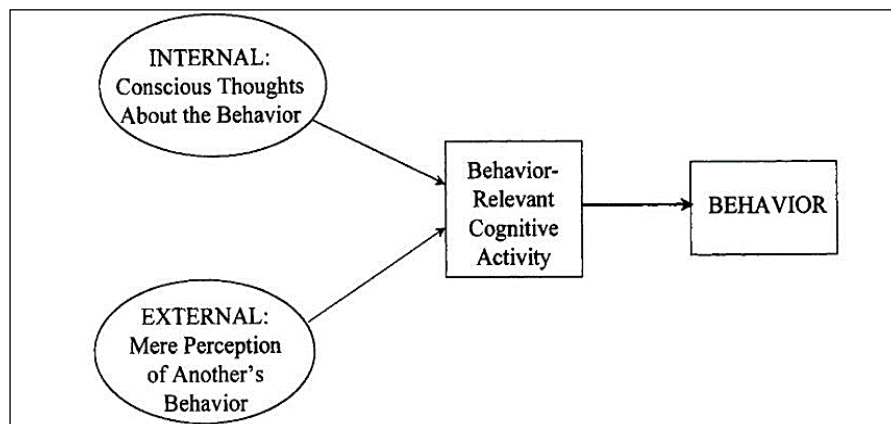 INTERNAL:
Conscious Thoughts
About the Behavior
Behavior-
Relevant
Cognitive
Activity
BEHAVIOR
EXTERNAL:
Mere Perception
of Another's
Behavior